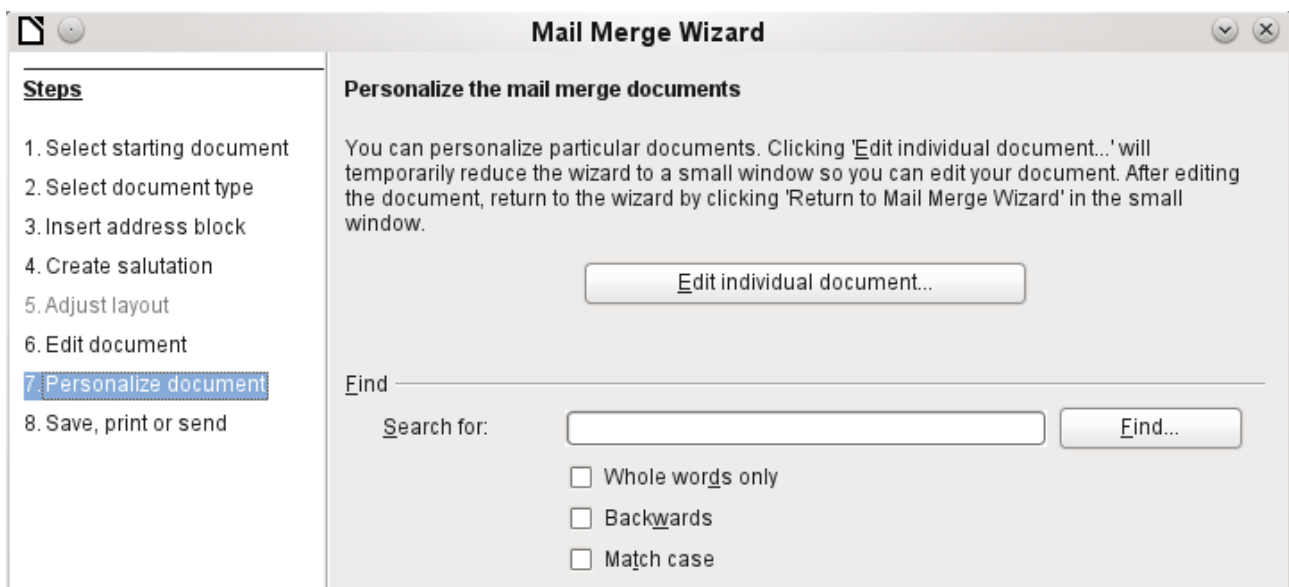 Mail Merge Wizard
Steps
1. Select starting document
2. Select document type
3. Insert address block
4. Create salutation
5. Adjust layout
6. Edit document
7. Personalize document
8. Save, print or send
Personalize the mail merge documents
You can personalize particular documents. Clicking 'Edit individual document...' will
temporarily reduce the wizard to a small window so you can edit your document. After editing
the document, return to the wizard by clicking 'Return to Mail Merge Wizard' in the small
window.
Edit individual document...
Find
Search for:
Find...
Whole words only
Backwards
Match case